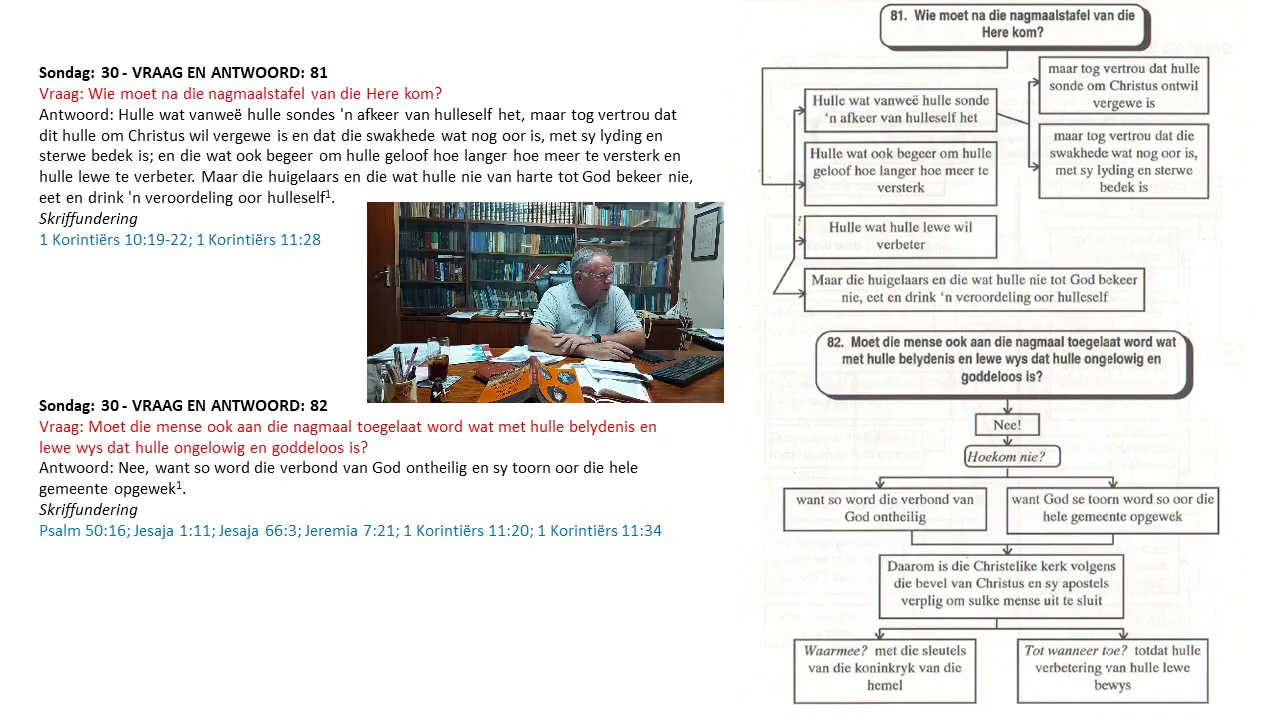 Sondag: 30 - VRAAG EN ANTWOORD: 81
Vraag: Wie moet na die nagmaalstafel van die Here kom?
Antwoord: Hulle wat vanweë hulle sondes 'n afkeer van hulleself het, maar tog vertrou dat
dit hulle om Christus wil vergewe is en dat die swakhede wat nog oor is, met sy lyding en
sterwe bedek is; en die wat ook begeer om hulle geloof hoe langer hoe meer te versterk en
hulle lewe te verbeter. Maar die huigelaars en die wat hulle nie van harte tot God bekeer nie,
eet en drink 'n veroordeling oor hulleself¹.
Skriffundering
1 Korintiërs 10:19-22; 1 Korintiërs 11:28
Sondag: 30 - VRAAG EN ANTWOORD: 82
Vraag: Moet die mense ook aan die nagmaal toegelaat word wat met hulle belydenis en
lewe wys dat hulle ongelowig en goddeloos is?
Antwoord: Nee, want so word die verbond van God ontheilig en sy toorn oor die hele
gemeente opgewek¹.
Skriffundering
Psalm 50:16; Jesaja 1:11; Jesaja 66:3; Jeremia 7:21; 1 Korintiërs 11:20; 1 Korintiërs 11:34
81. Wie moet na die nagmaalstafel van die
Here kom?
Hulle wat vanweë hulle sonde
‘n afkeer van hulleself het
maar tog vertrou dat hulle
sonde om Christus ontwil
vergewe is
maar tog vertrou dat die
swakhede wat nog oor is,
met sy lyding en sterwe
bedek is
Hulle wat ook begeer om hulle
geloof hoe langer hoe meer te
versterk
Hulle wat hulle lewe wil
verbeter
Maar die huigelaars en die wat hulle nie tot God bekeer
nie, eet en drink ‘n veroordeling oor hulleself
82. Moet die mense ook aan die nagmaal toegelaat word wat
met hulle belydenis en lewe wys dat hulle ongelowig en
goddeloos is?
Nee!
Hoekom nie?
want so word die verbond van
God ontheilig
want God se toorn word so oor die
hele gemeente opgewek
Daarom is die Christelike kerk volgens
die bevel van Christus en sy apostels
verplig om sulke mense uit te sluit
Waarmee? met die sleutels
van die koninkryk van die
hemel
Tot wanneer toe? totdat hulle
verbetering van hulle lewe
bewys